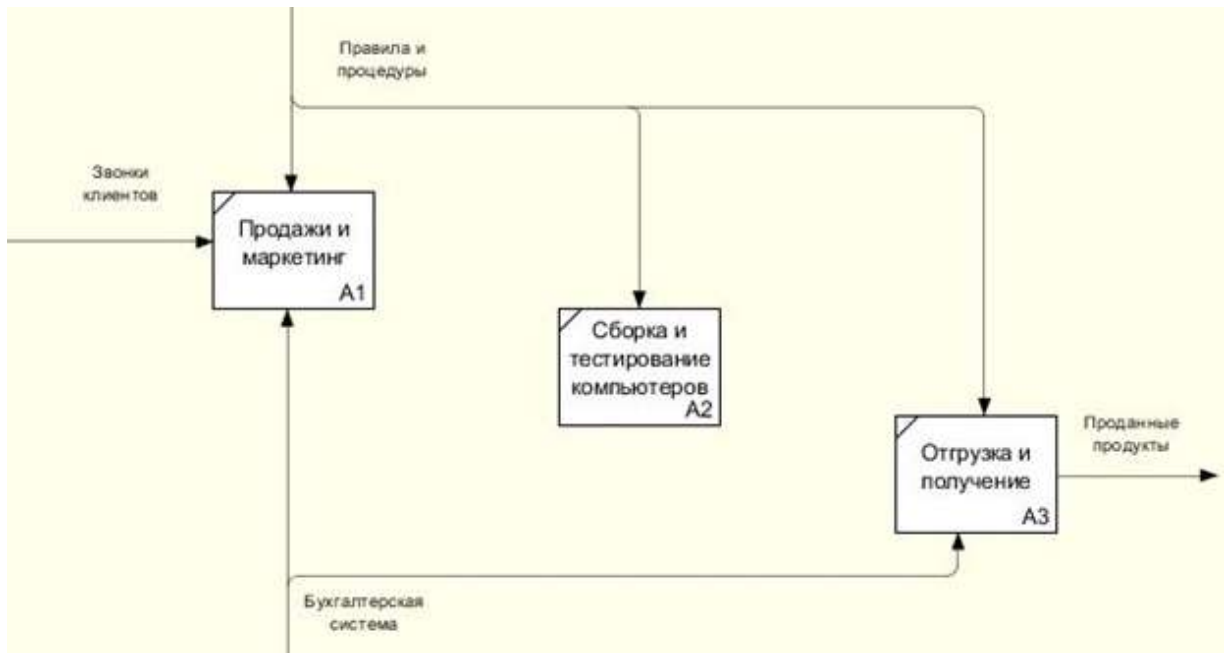 Правила и
процедуры
Звонки
клиентов
Продажи и
маркетинг
A1
Сборка и
тестирование
компьютеров
A2
Отгрузка и
получение
A3
Проданные
продукты
Бухгалтерская
система